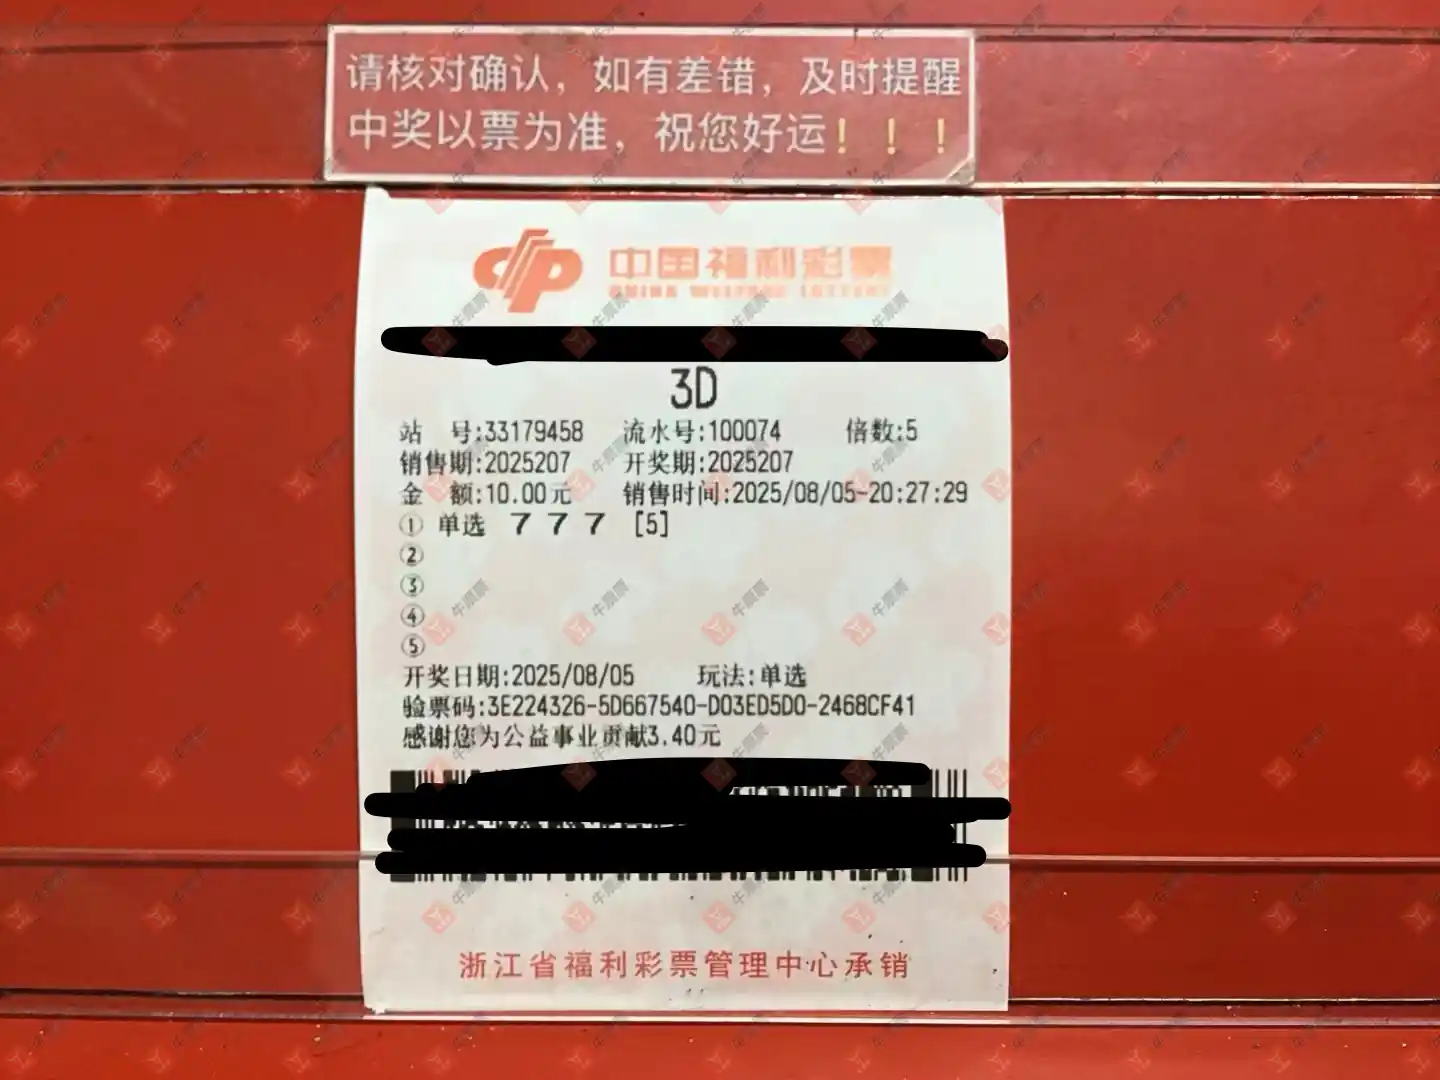 请核对确认，如有差错，及时提醒
中奖以票为准，祝您好运！！！
中国福利彩票
CHINA WELFARE LOTTERY
3D
站 号:33179458 流水号:100074 倍数:5
销售期:2025207 开奖期:2025207
金 额:10.00元 销售时间:2025/08/05-20:27:29
① 单选 7 7 7 [5]
②
③
④
⑤
开奖日期:2025/08/05 玩法:单选
验票码:3E224326-5D667540-D03ED5D0-2468CF41
感谢您为公益事业贡献3.40元
浙江省福利彩票管理中心承销
牛票票